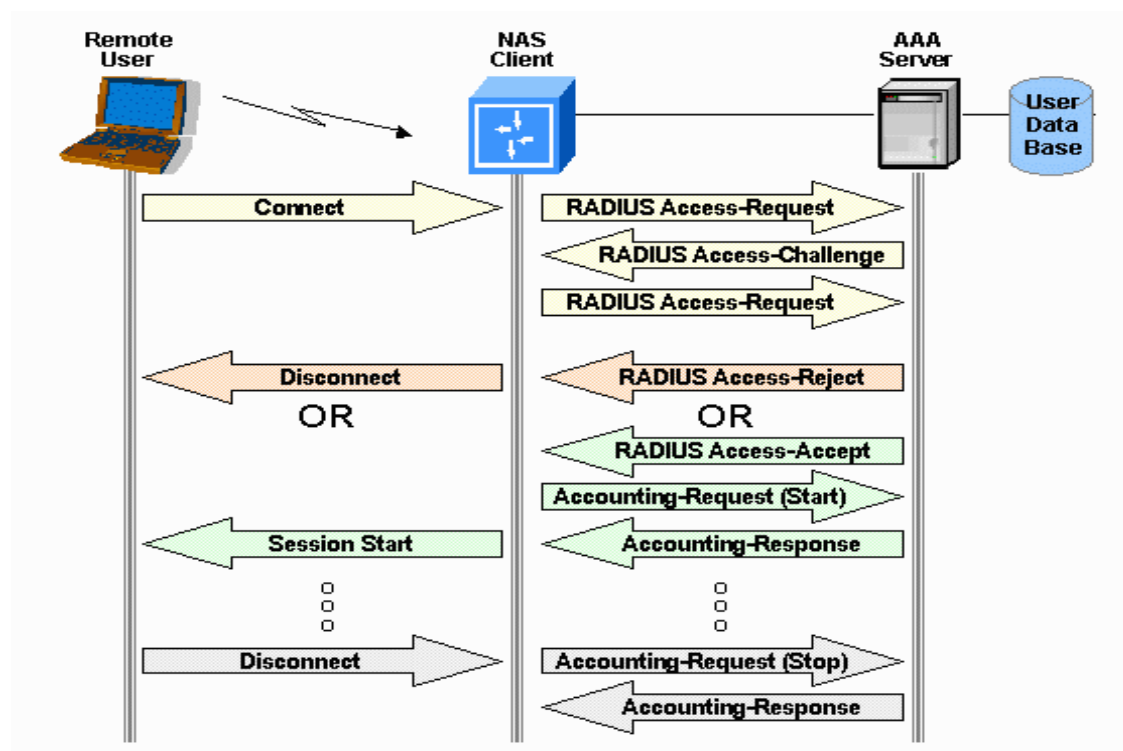 Remote
User
NAS
Client
AAA
Server
User
Data
Base
Connect
RADIUS Access-Request
RADIUS Access-Challenge
RADIUS Access-Request
Disconnect
RADIUS Access-Reject
OR
OR
RADIUS Access-Accept
Accounting-Request (Start)
Session Start
Accounting-Response
Disconnect
Accounting-Request (Stop)
Accounting-Response